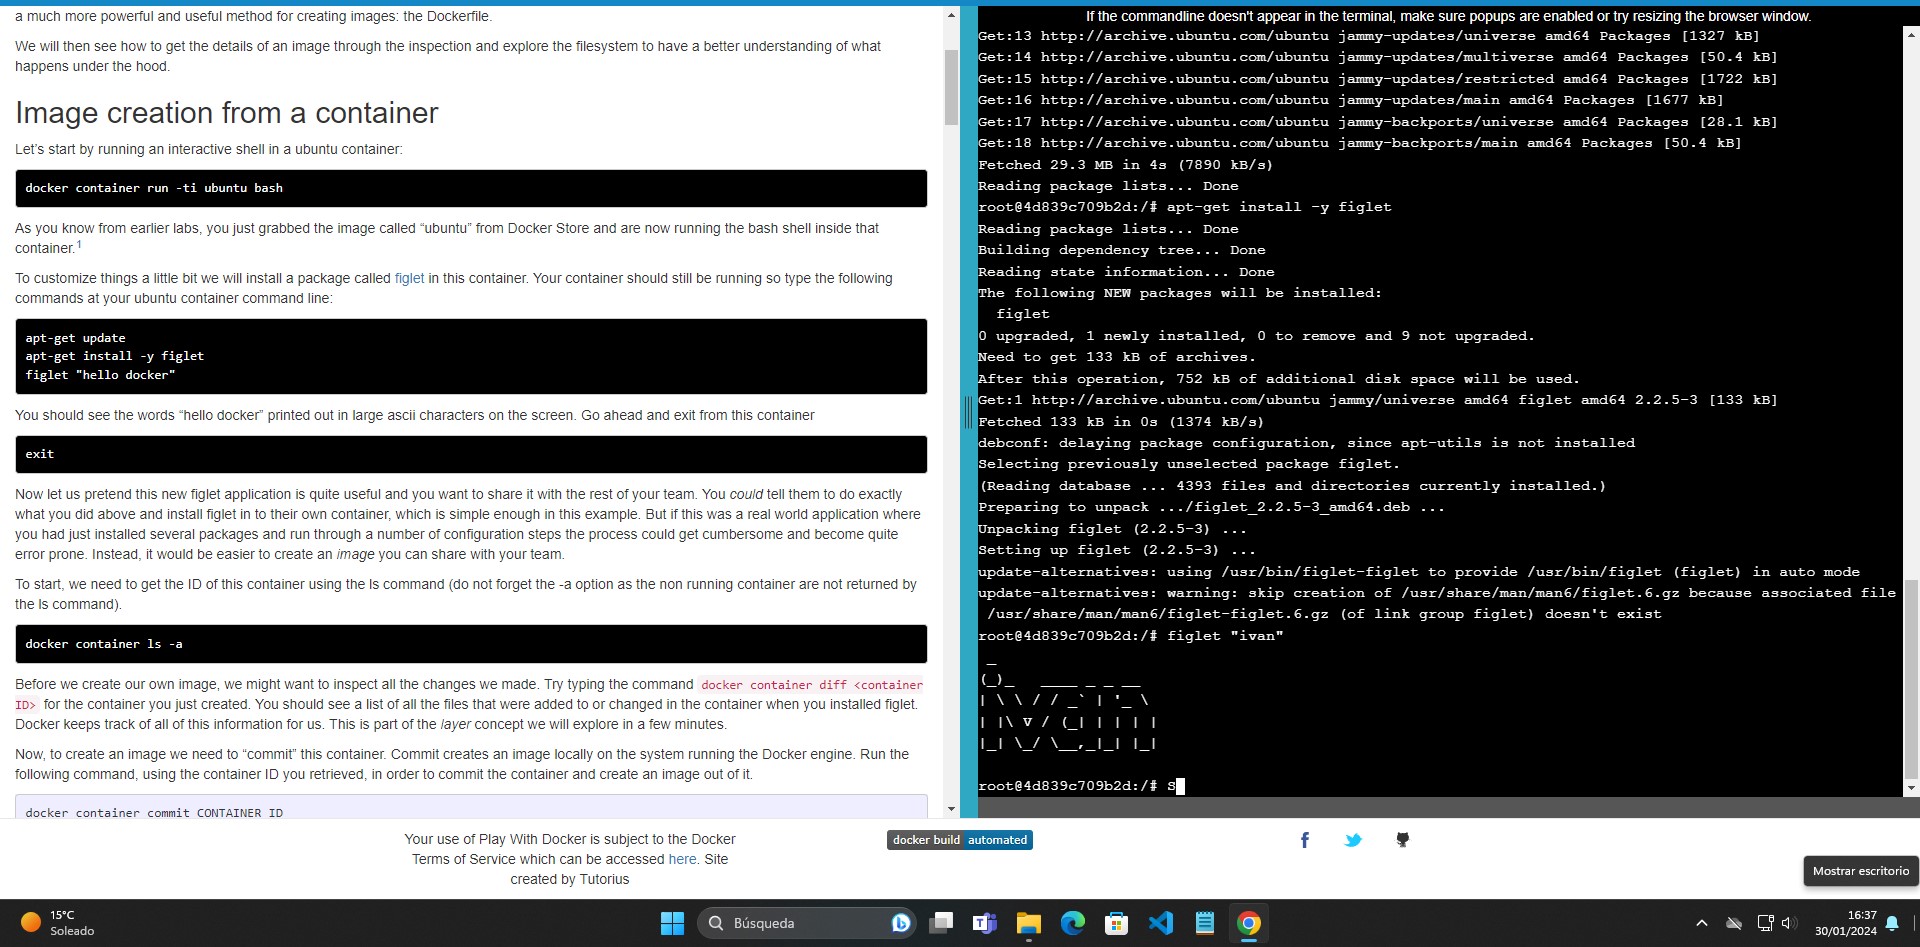 a much more powerful and useful method for creating images: the Dockerfile.
We will then see how to get the details of an image through the inspection and explore the filesystem to have a better understanding of what
happens under the hood.
Image creation from a container
Let's start by running an interactive shell in a ubuntu container:
docker container run -ti ubuntu bash
As you know from earlier labs, you just grabbed the image called “ubuntu” from Docker Store and are now running the bash shell inside that
container.1
To customize things a little bit we will install a package called figlet in this container. Your container should still be running so type the following
commands at your ubuntu container command line:
apt-get update
apt-get install -y figlet
figlet "hello docker"
You should see the words “hello docker” printed out in large ascii characters on the screen. Go ahead and exit from this container
exit
Now let us pretend this new figlet application is quite useful and you want to share it with the rest of your team. You could tell them to do exactly
what you did above and install figlet in to their own container, which is simple enough in this example. But if this was a real world application where
you had just installed several packages and run through a number of configuration steps the process could get cumbersome and become quite
error prone. Instead, it would be easier to create an image you can share with your team.
To start, we need to get the ID of this container using the ls command (do not forget the -a option as the non running container are not returned by
the ls command).
docker container ls -a
Before we create our own image, we might want to inspect all the changes we made. Try typing the command docker container diff <container
ID> for the container you just created. You should see a list of all the files that were added to or changed in the container when you installed figlet.
Docker keeps track of all of this information for us. This is part of the layer concept we will explore in a few minutes.
Now, to create an image we need to “commit” this container. Commit creates an image locally on the system running the Docker engine. Run the
following command, using the container ID you retrieved, in order to commit the container and create an image out of it.
docker container commit CONTAINER_ID
If the commandline doesn't appear in the terminal, make sure popups are enabled or try resizing the browser window.
Get:13 http://archive.ubuntu.com/ubuntu jammy-updates/universe amd64 Packages [1327 kB]
Get:14 http://archive.ubuntu.com/ubuntu jammy-updates/multiverse amd64 Packages [50.4 kB]
Get:15 http://archive.ubuntu.com/ubuntu jammy-updates/restricted amd64 Packages [1722 kB]
Get:16 http://archive.ubuntu.com/ubuntu jammy-updates/main amd64 Packages [1677 kB]
Get:17 http://archive.ubuntu.com/ubuntu jammy-backports/universe amd64 Packages [28.1 kB]
Get:18 http://archive.ubuntu.com/ubuntu jammy-backports/main amd64 Packages [50.4 kB]
Fetched 29.3 MB in 4s (7890 kB/s)
Reading package lists... Done
root@4d839c709b2d:/# apt-get install -y figlet
Reading package lists... Done
Building dependency tree... Done
Reading state information... Done
The following NEW packages will be installed:
figlet
0 upgraded, 1 newly installed, 0 to remove and 9 not upgraded.
Need to get 133 kB of archives.
After this operation, 752 kB of additional disk space will be used.
Get:1 http://archive.ubuntu.com/ubuntu jammy/universe amd64 figlet amd64 2.2.5-3 [133 kB]
Fetched 133 kB in 0s (1374 kB/s)
debconf: delaying package configuration, since apt-utils is not installed
Selecting previously unselected package figlet.
(Reading database ... 4393 files and directories currently installed.)
Preparing to unpack .../figlet_2.2.5-3_amd64.deb ...
Unpacking figlet (2.2.5-3) ...
Setting up figlet (2.2.5-3) ...
update-alternatives: using /usr/bin/figlet-figlet to provide /usr/bin/figlet (figlet) in auto mode
update-alternatives: warning: skip creation of /usr/share/man/man6/figlet.6.gz because associated file
/usr/share/man/man6/figlet-figlet.6.gz (of link group figlet) doesn't exist
root@4d839c709b2d:/# figlet "ivan"
ivan
root@4d839c709b2d:/# S
Your use of Play With Docker is subject to the Docker
Terms of Service which can be accessed here. Site
created by Tutorius
docker build automated
Mostrar escritorio
15°C
Soleado
Búsqueda
16:37
30/01/2024